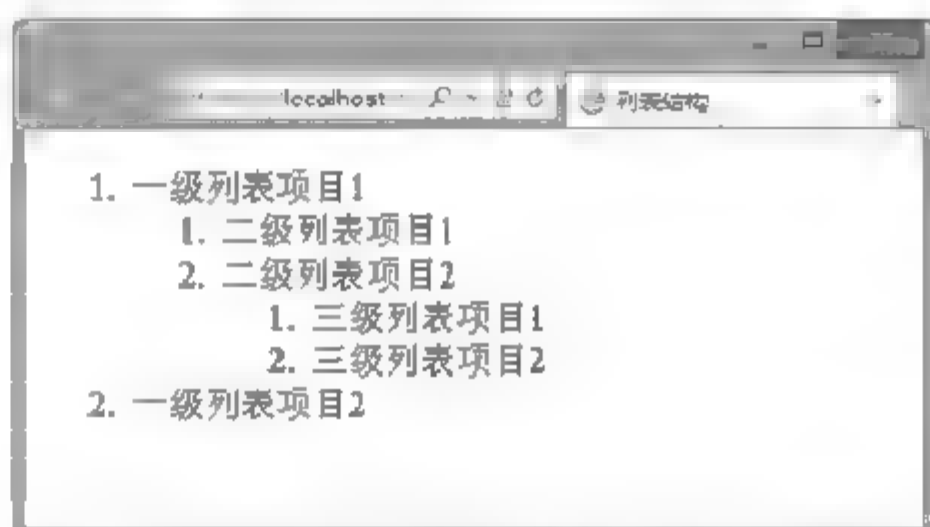 localhost
列表结构
1. 一级列表项目1
1. 二级列表项目1
2. 二级列表项目2
1. 三级列表项目1
2. 三级列表项目2
2. 一级列表项目2